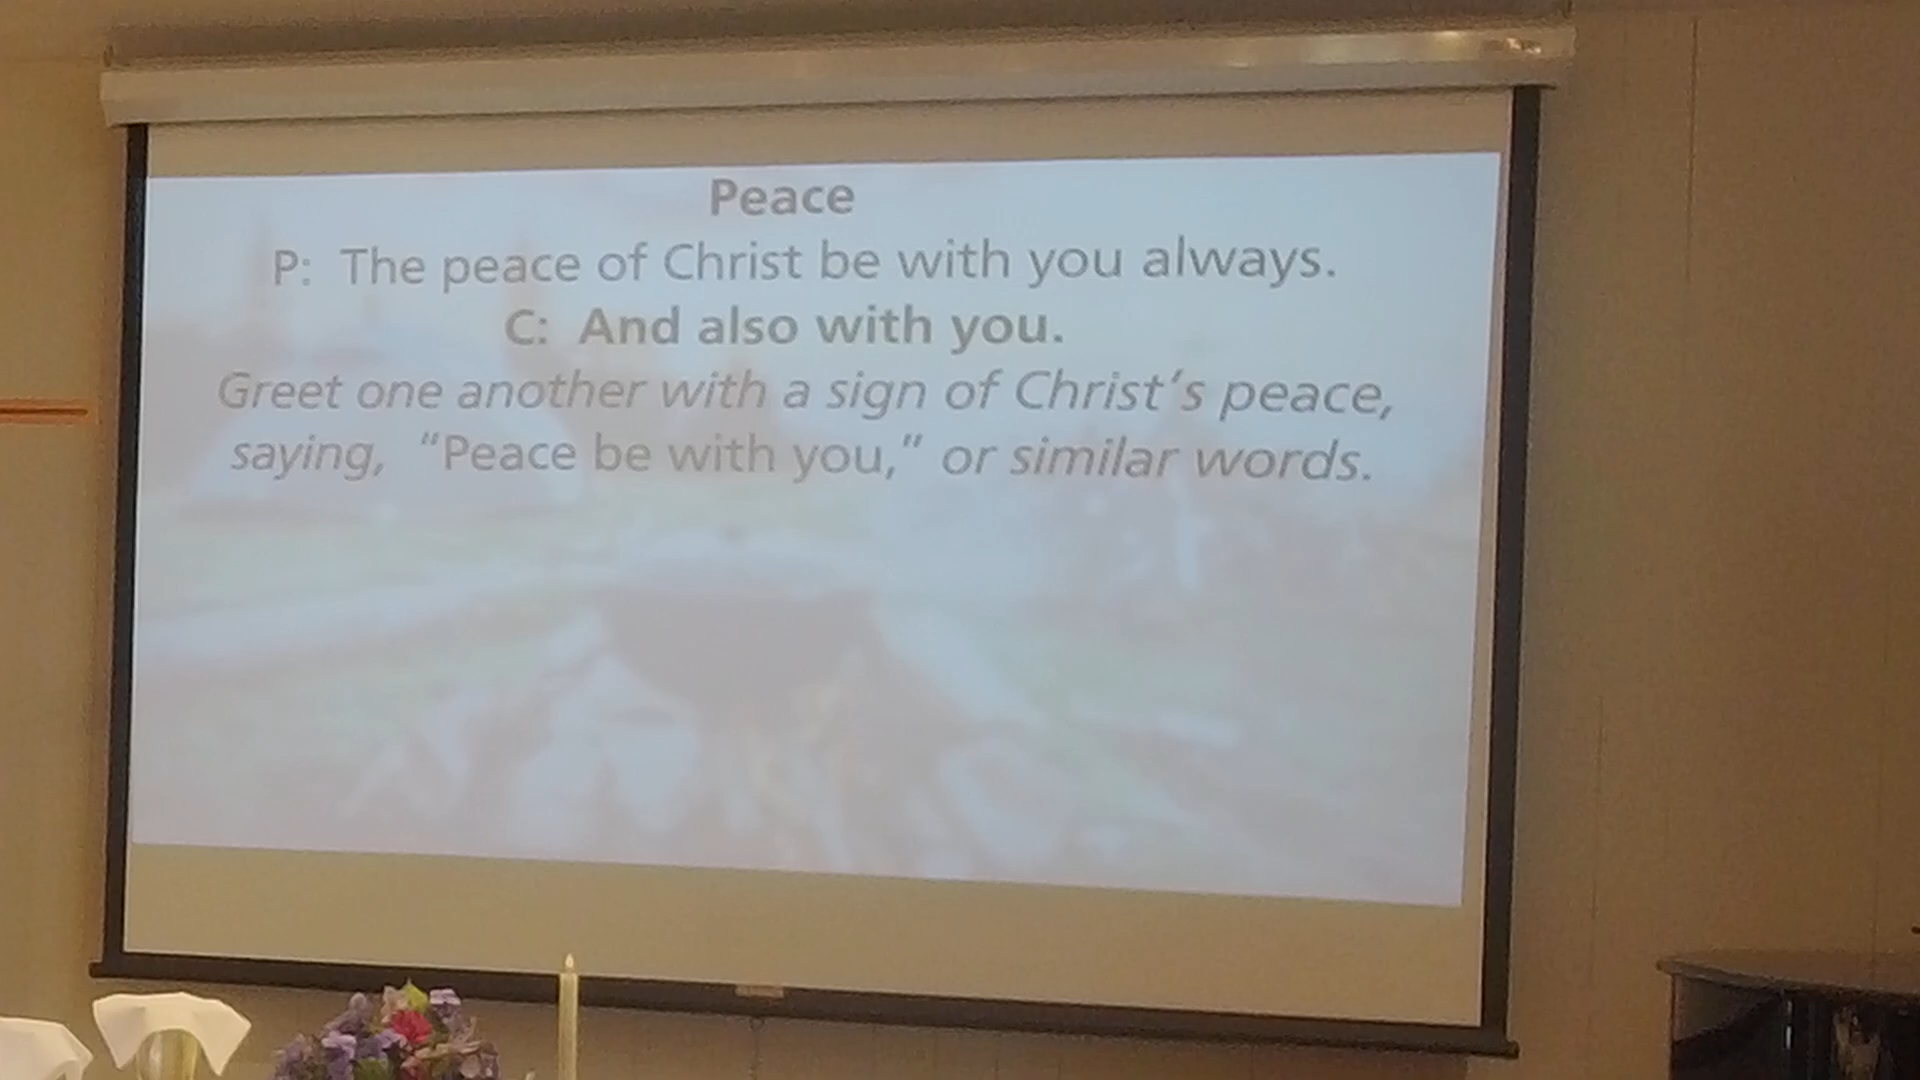 Peace
P: The peace of Christ be with you always.
C: And also with you.
Greet one another with a sign of Christ's peace,
saying, "Peace be with you," or similar words.